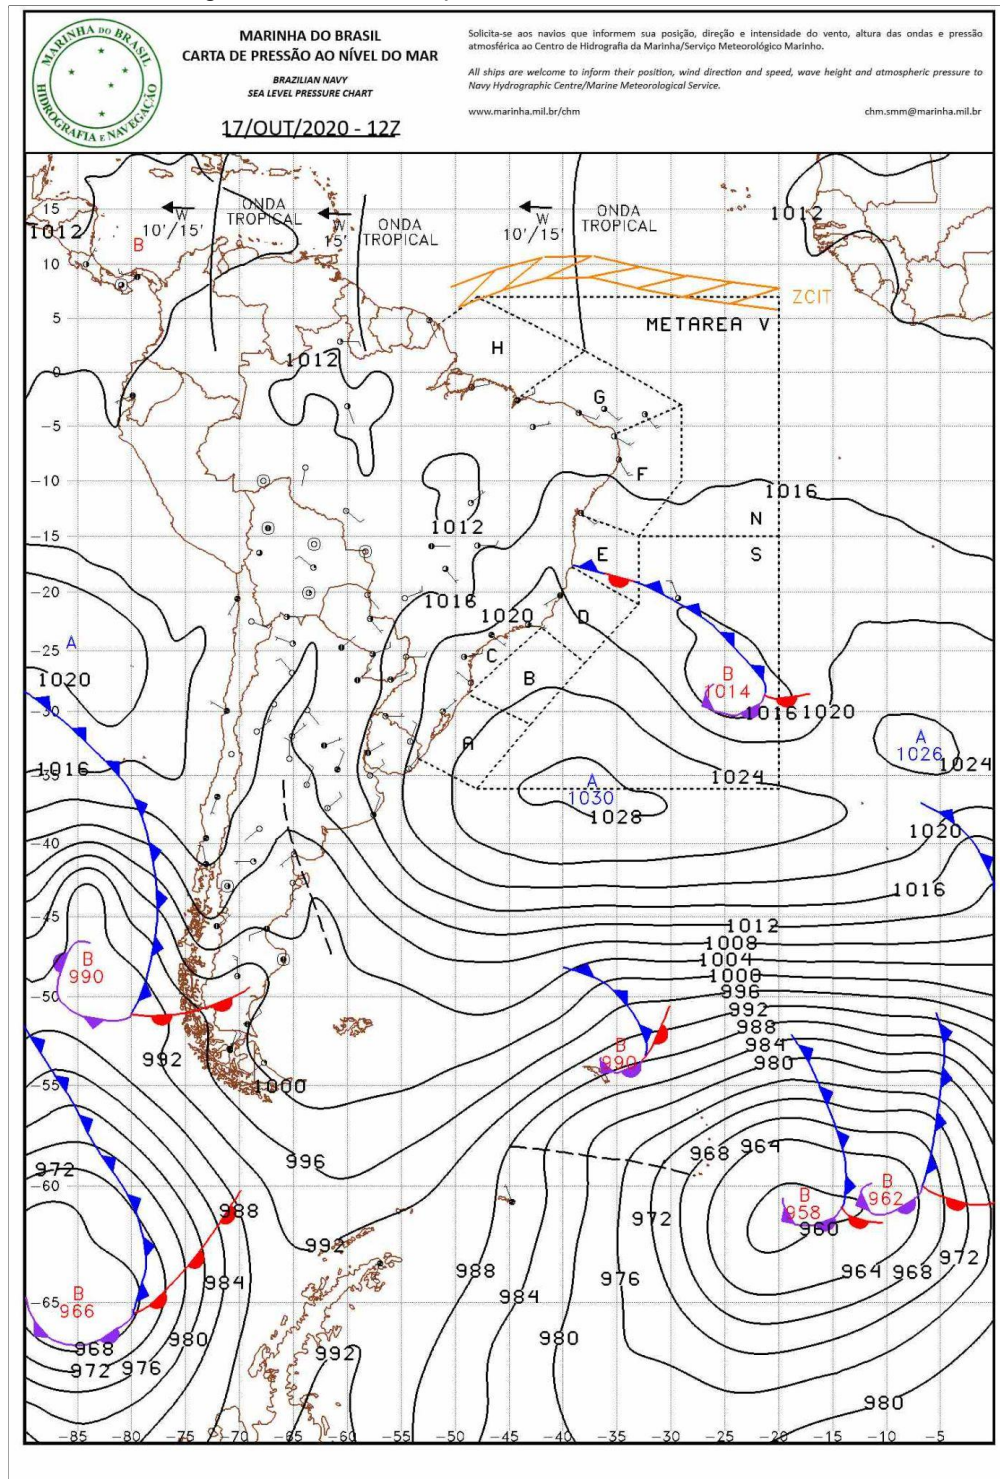 MARINHA DO BRASIL
HIDROGRAFIA E NAVEGAÇÃO
MARINHA DO BRASIL
CARTA DE PRESSÃO AO NÍVEL DO MAR
BRAZILIAN NAVY
SEA LEVEL PRESSURE CHART
17/OUT/2020 - 12Z
Solicita-se aos navios que informem sua posição, direção e intensidade do vento, altura das ondas e pressão
atmosférica ao Centro de Hidrografia da Marinha/Serviço Meteorológico Marinho.
All ships are welcome to inform their position, wind direction and speed, wave height and atmospheric pressure to
Navy Hydrographic Centre/Marine Meteorological Service.
www.marinha.mil.br/chm
chm.smm@marinha.mil.br
15
W
10'/15'
ONDA
TROPICAL
W
15'
ONDA
TROPICAL
W
10'/15'
ONDA
TROPICAL
1012
1012
B
10
ZCIT
5
METAREA V
H
1012
0
G
-5
F
-10
1016
1012
N
-15
E
S
-20
1016
1020
D
A
-25
C
B
B
1014
1020
-30
1016
1020
A
A
1026
1024
1016
-35
A
1030
1024
1028
1020
-40
1016
-45
1012
1008
1004
1000
996
992
988
984
980
B
990
-50
992
B
990
1000
-55
996
968
964
972
-60
988
B
958
B
962
960
972
992
988
984
976
964
968
972
984
B
966
-65
968
972
976
980
992
980
980
-85
-80
-75
-70
-65
-60
-55
-50
-45
-40
-35
-30
-25
-20
-15
-10
-5